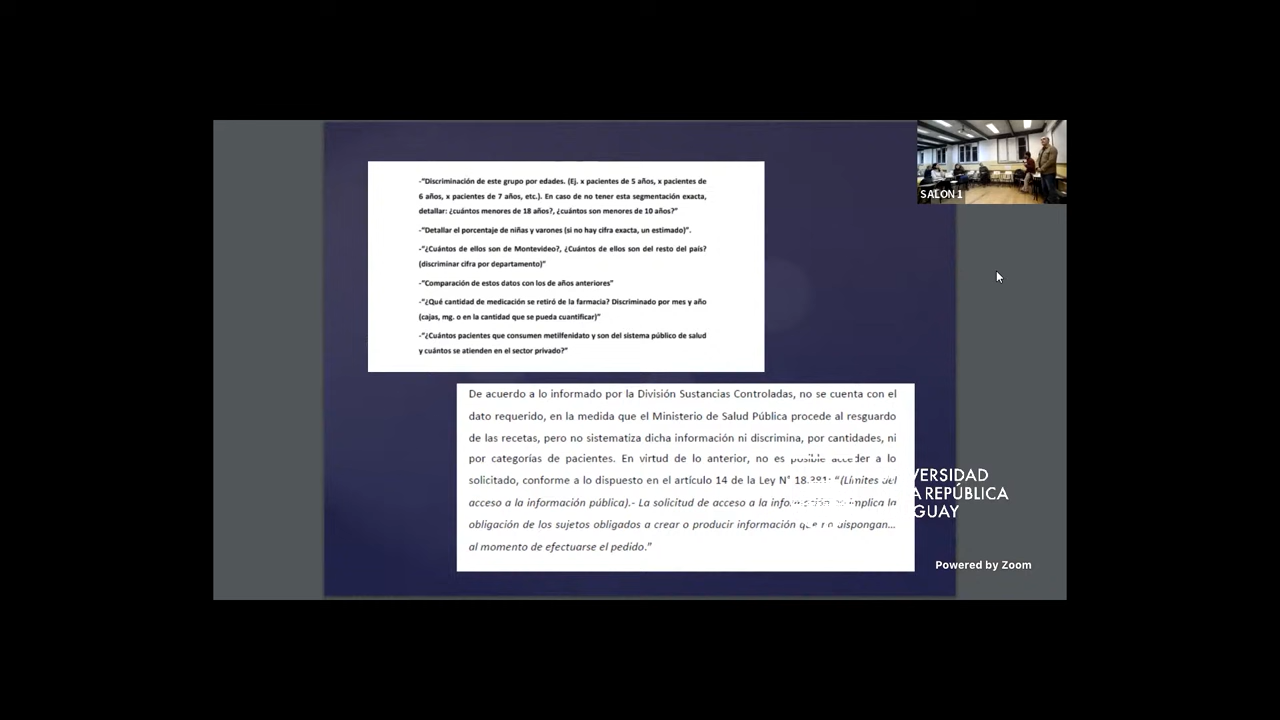 -"Discriminación de este grupo por edades. (Ej. x pacientes de 5 años, x pacientes de
6 años, x pacientes de 7 años, etc.). En caso de no tener esta segmentación exacta,
detallar: ¿cuántos menores de 18 años?, ¿cuántos son menores de 10 años?"
-"Detallar el porcentaje de niñas y varones (si no hay cifra exacta, un estimado)".
-"¿Cuántos de ellos son de Montevideo?, ¿Cuántos de ellos son del resto del país?
(discriminar cifra por departamento)"
-"Comparación de estos datos con los de años anteriores"
-"¿Qué cantidad de medicación se retiró de la farmacia? Discriminado por mes y año
(cajas, mg. o en la cantidad que se pueda cuantificar)"
-"¿Cuántos pacientes que consumen metilfenidato y son del sistema público de salud
y cuántos se atienden en el sector privado?"
De acuerdo a lo informado por la División Sustancias Controladas, no se cuenta con el
dato requerido, en la medida que el Ministerio de Salud Pública procede al resguardo
de las recetas, pero no sistematiza dicha información ni discrimina, por cantidades, ni
por categorías de pacientes. En virtud de lo anterior, no es posible acceder a lo
solicitado, conforme a lo dispuesto en el artículo 14 de la Ley N° 18.381: "(Límites del
acceso a la información pública).- La solicitud de acceso a la información no implica la
obligación de los sujetos obligados a crear o producir información que no dispongan...
al momento de efectuarse el pedido."
SALON 1
VERSIDAD
A REPÚBLICA
GUAY
Powered by Zoom